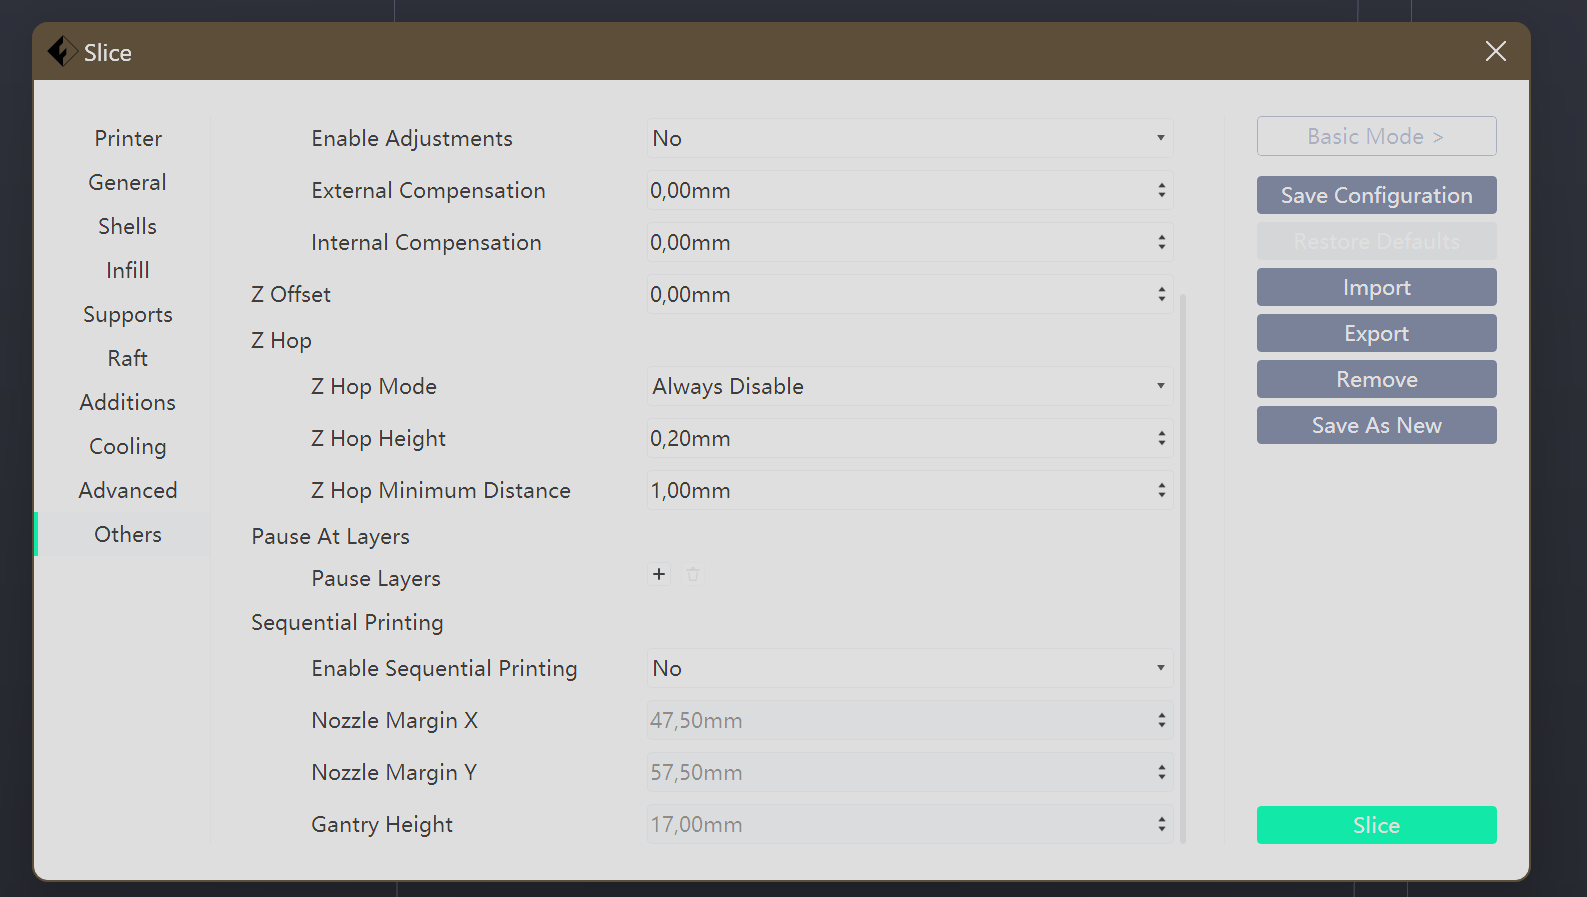 Slice
Printer
General
Shells
Infill
Supports
Raft
Additions
Cooling
Advanced
Others
Enable Adjustments No
External Compensation 0,00mm
Internal Compensation 0,00mm
Z Offset 0,00mm
Z Hop
Z Hop Mode Always Disable
Z Hop Height 0,20mm
Z Hop Minimum Distance 1,00mm
Pause At Layers
Pause Layers +
Sequential Printing
Enable Sequential Printing No
Nozzle Margin X 47,50mm
Nozzle Margin Y 57,50mm
Gantry Height 17,00mm
Basic Mode >
Save Configuration
Restore Defaults
Import
Export
Remove
Save As New
Slice